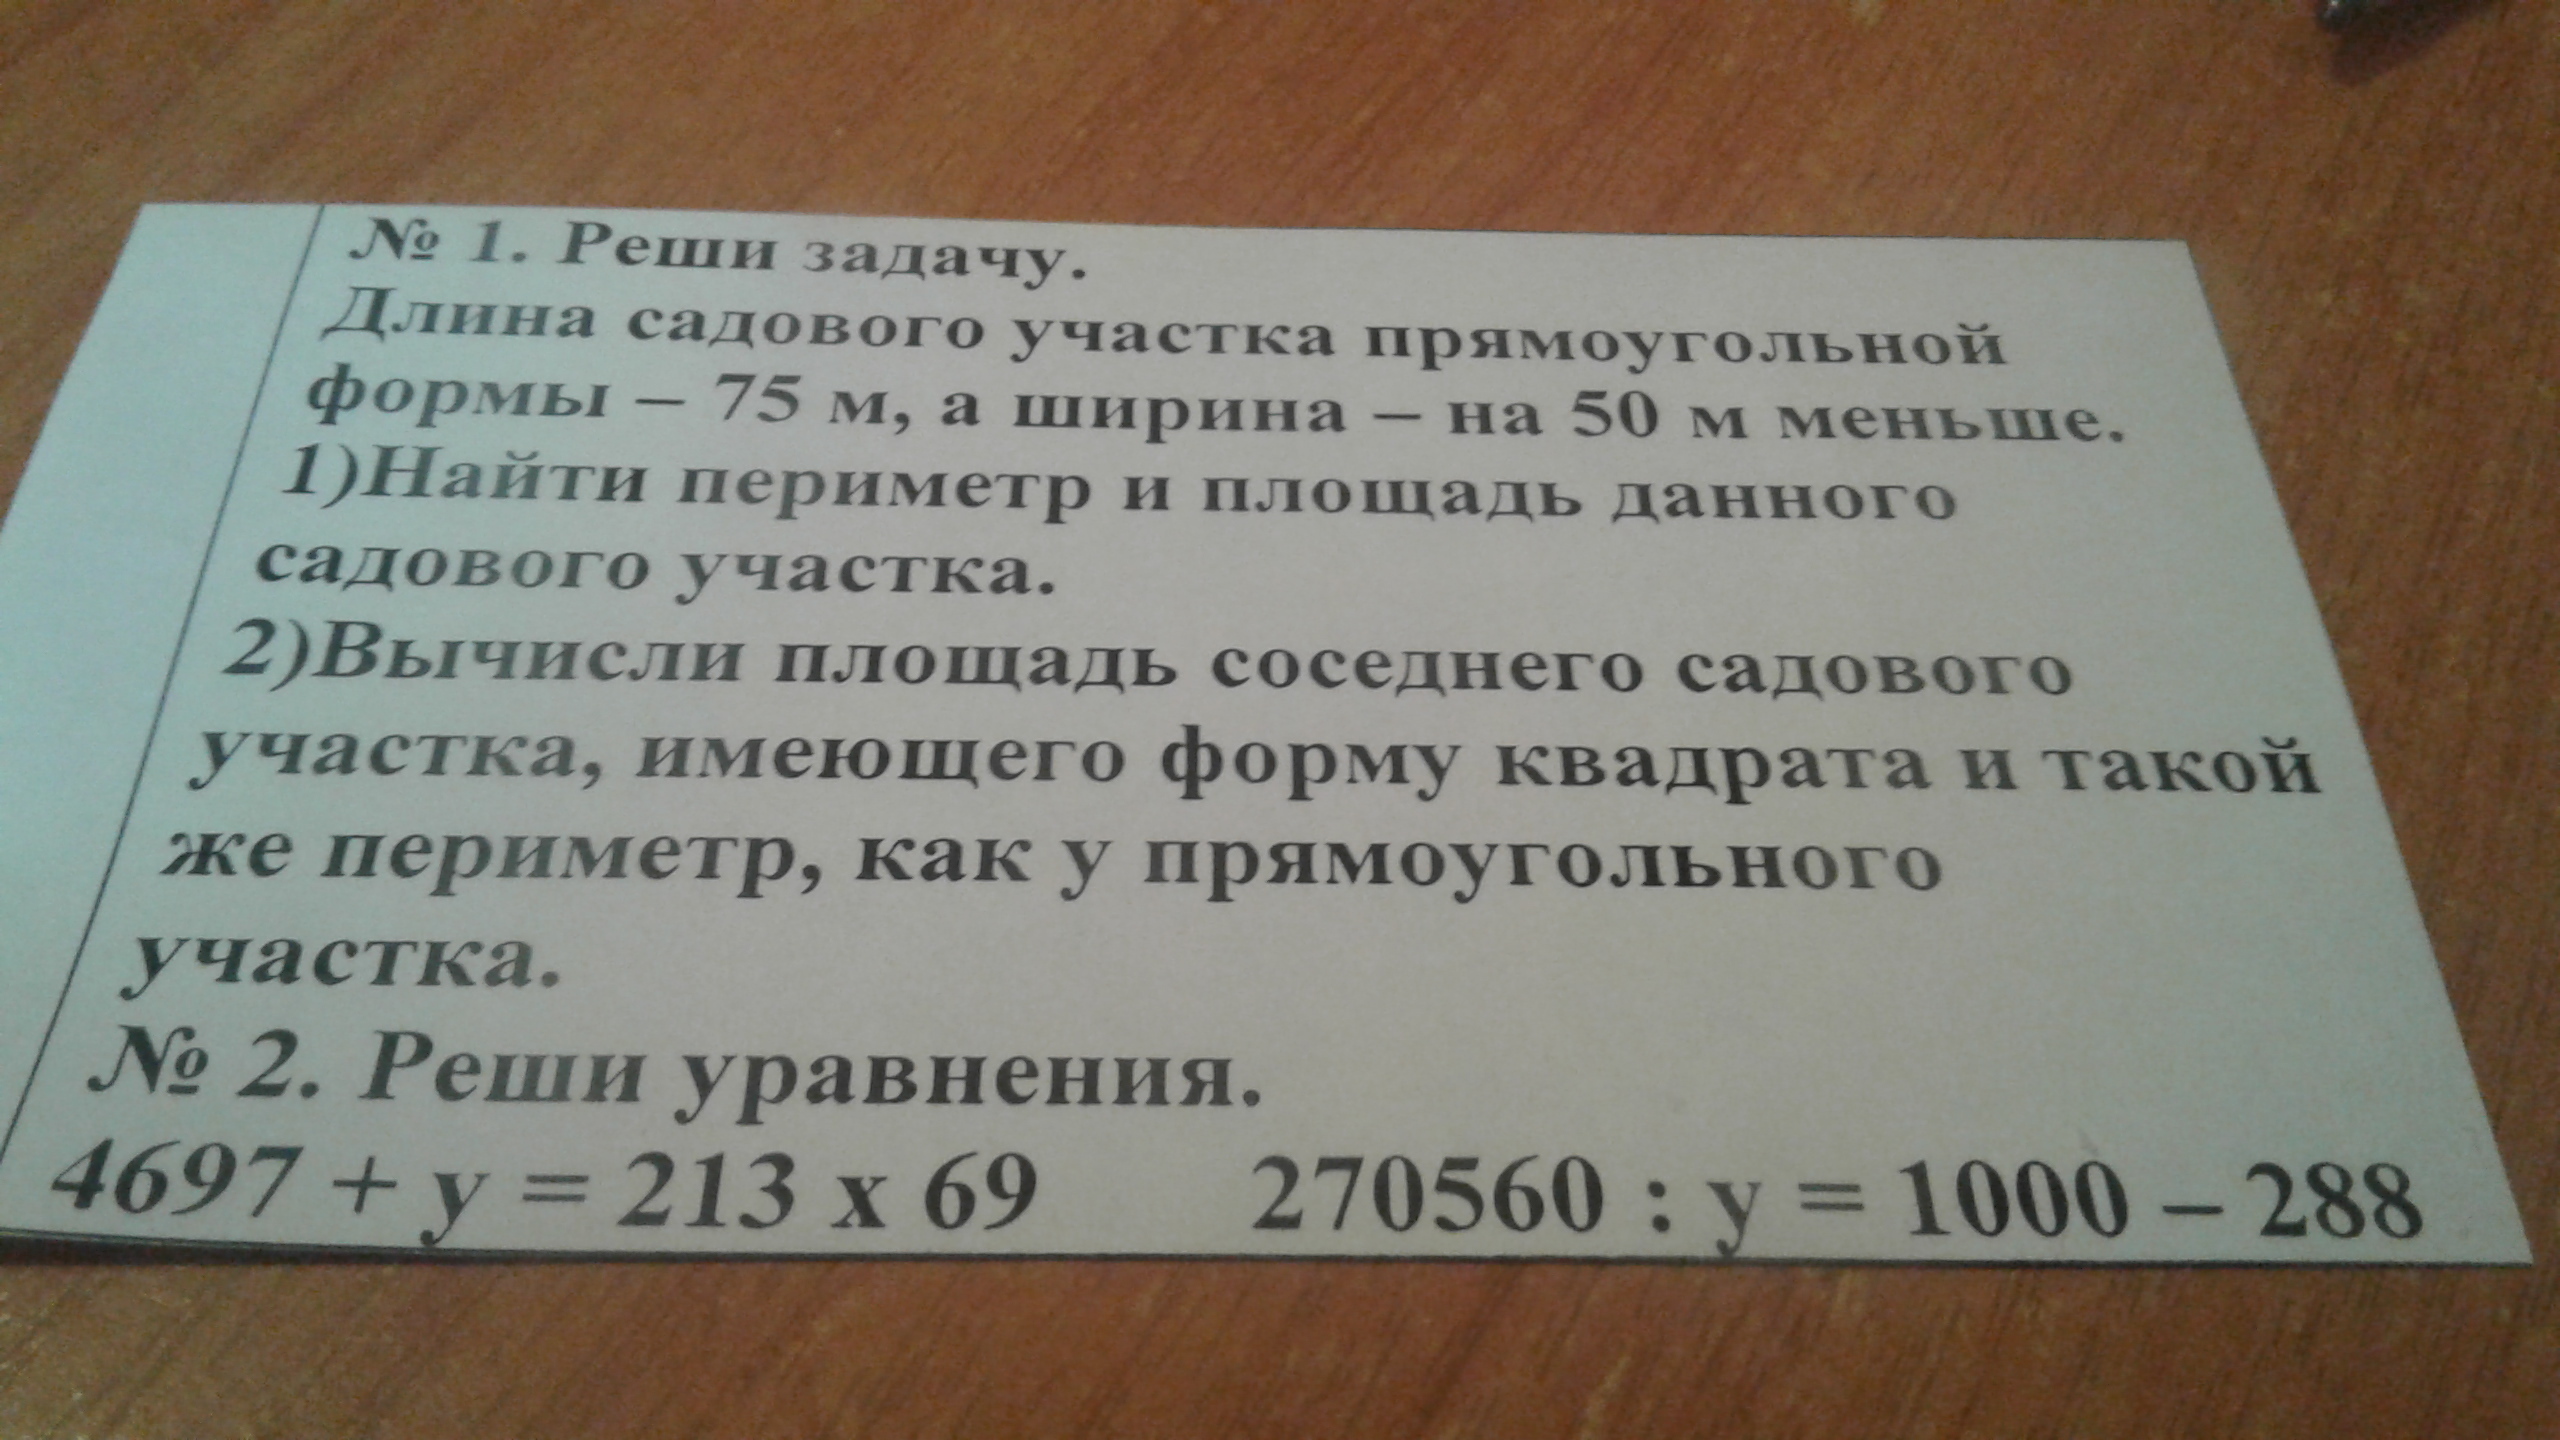 № 1. Реши задачу.
Длина садового участка прямоугольной
формы – 75 м, а ширина – на 50 м меньше.
1)Найти периметр и площадь данного
садового участка.
2)Вычисли площадь соседнего садового
участка, имеющего форму квадрата и такой
же периметр, как у прямоугольного
участка.
№ 2. Реши уравнения.
4697 + у = 213 х 69 270560 : у = 1000 – 288